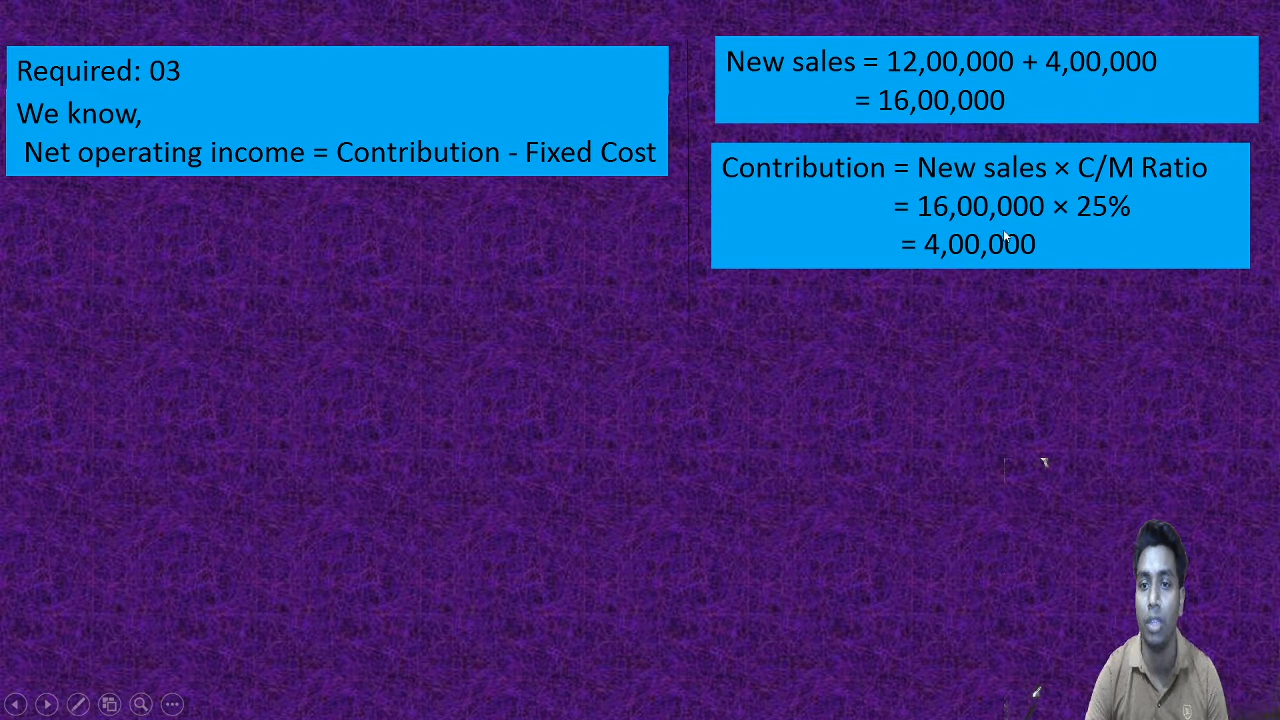 Required: 03
We know,
Net operating income = Contribution - Fixed Cost
New sales = 12,00,000 + 4,00,000
= 16,00,000
Contribution = New sales × C/M Ratio
= 16,00,000 × 25%
= 4,00,000